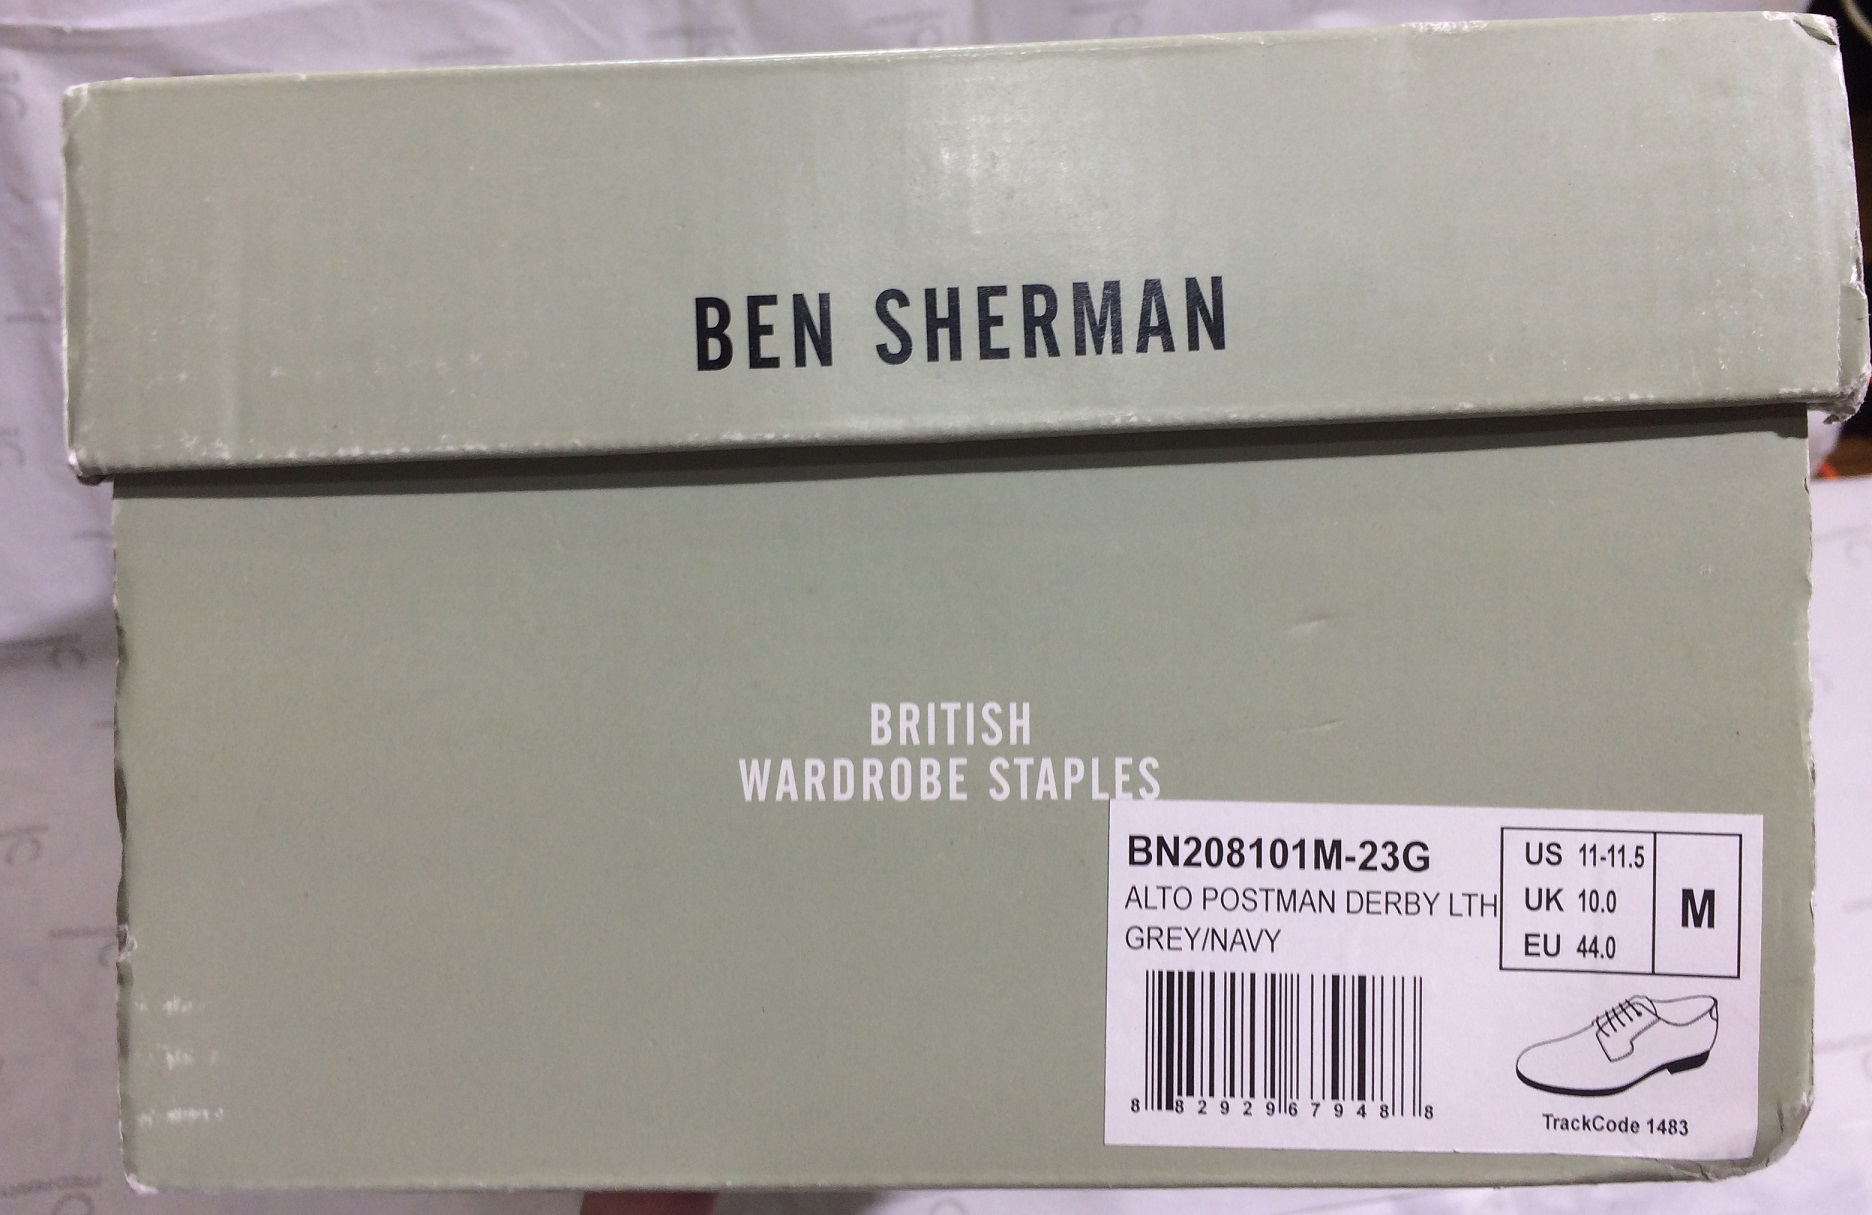 BEN SHERMAN
BRITISH
WARDROBE STAPLES
BN208101M-23G
ALTO POSTMAN DERBY LTH
GREY/NAVY
US 11-11.5
UK 10.0
EU 44.0
M
8 82929 67948 8
TrackCode 1483